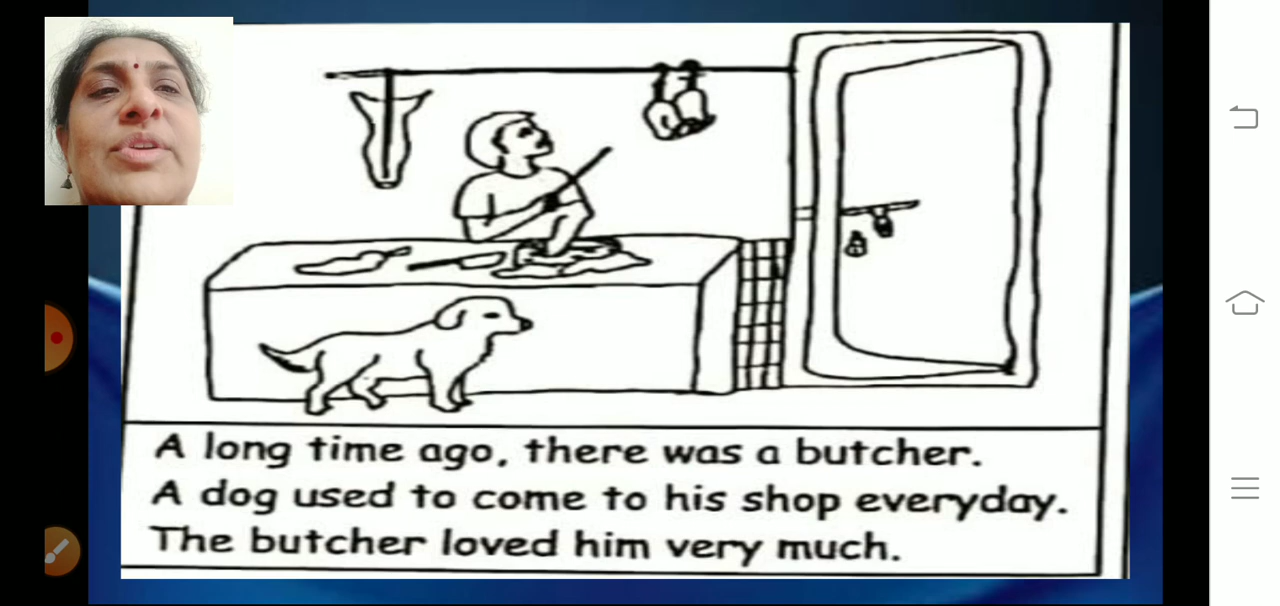 A long time ago, there was a butcher.
A dog used to come to his shop everyday.
The butcher loved him very much.